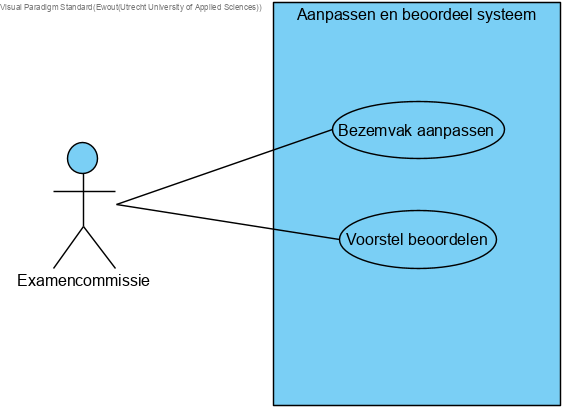 Visual Paradigm Standard(Ewout(Utrecht University of Applied Sciences))
Aanpassen en beoordeel systeem
Bezemvak aanpassen
Voorstel beoordelen
Examencommissie